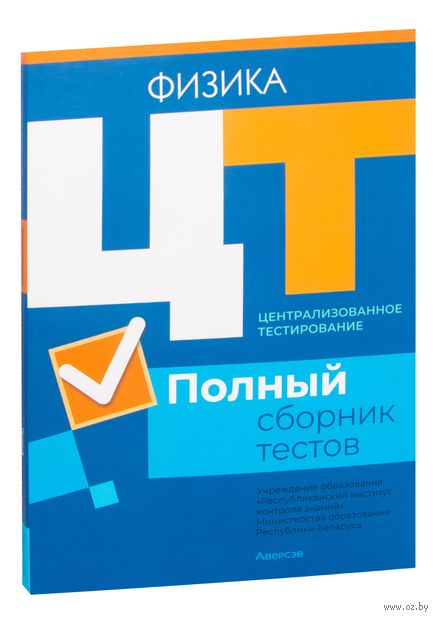 ФИЗИКА
ЦТ
ЦЕНТРАЛИЗОВАННОЕ
ТЕСТИРОВАНИЕ
Полный
сборник
тестов
Учреждение образования
«Республиканский институт
контроля знаний»
Министерства образования
Республики Беларусь
Аверсэв
© www.oz.by